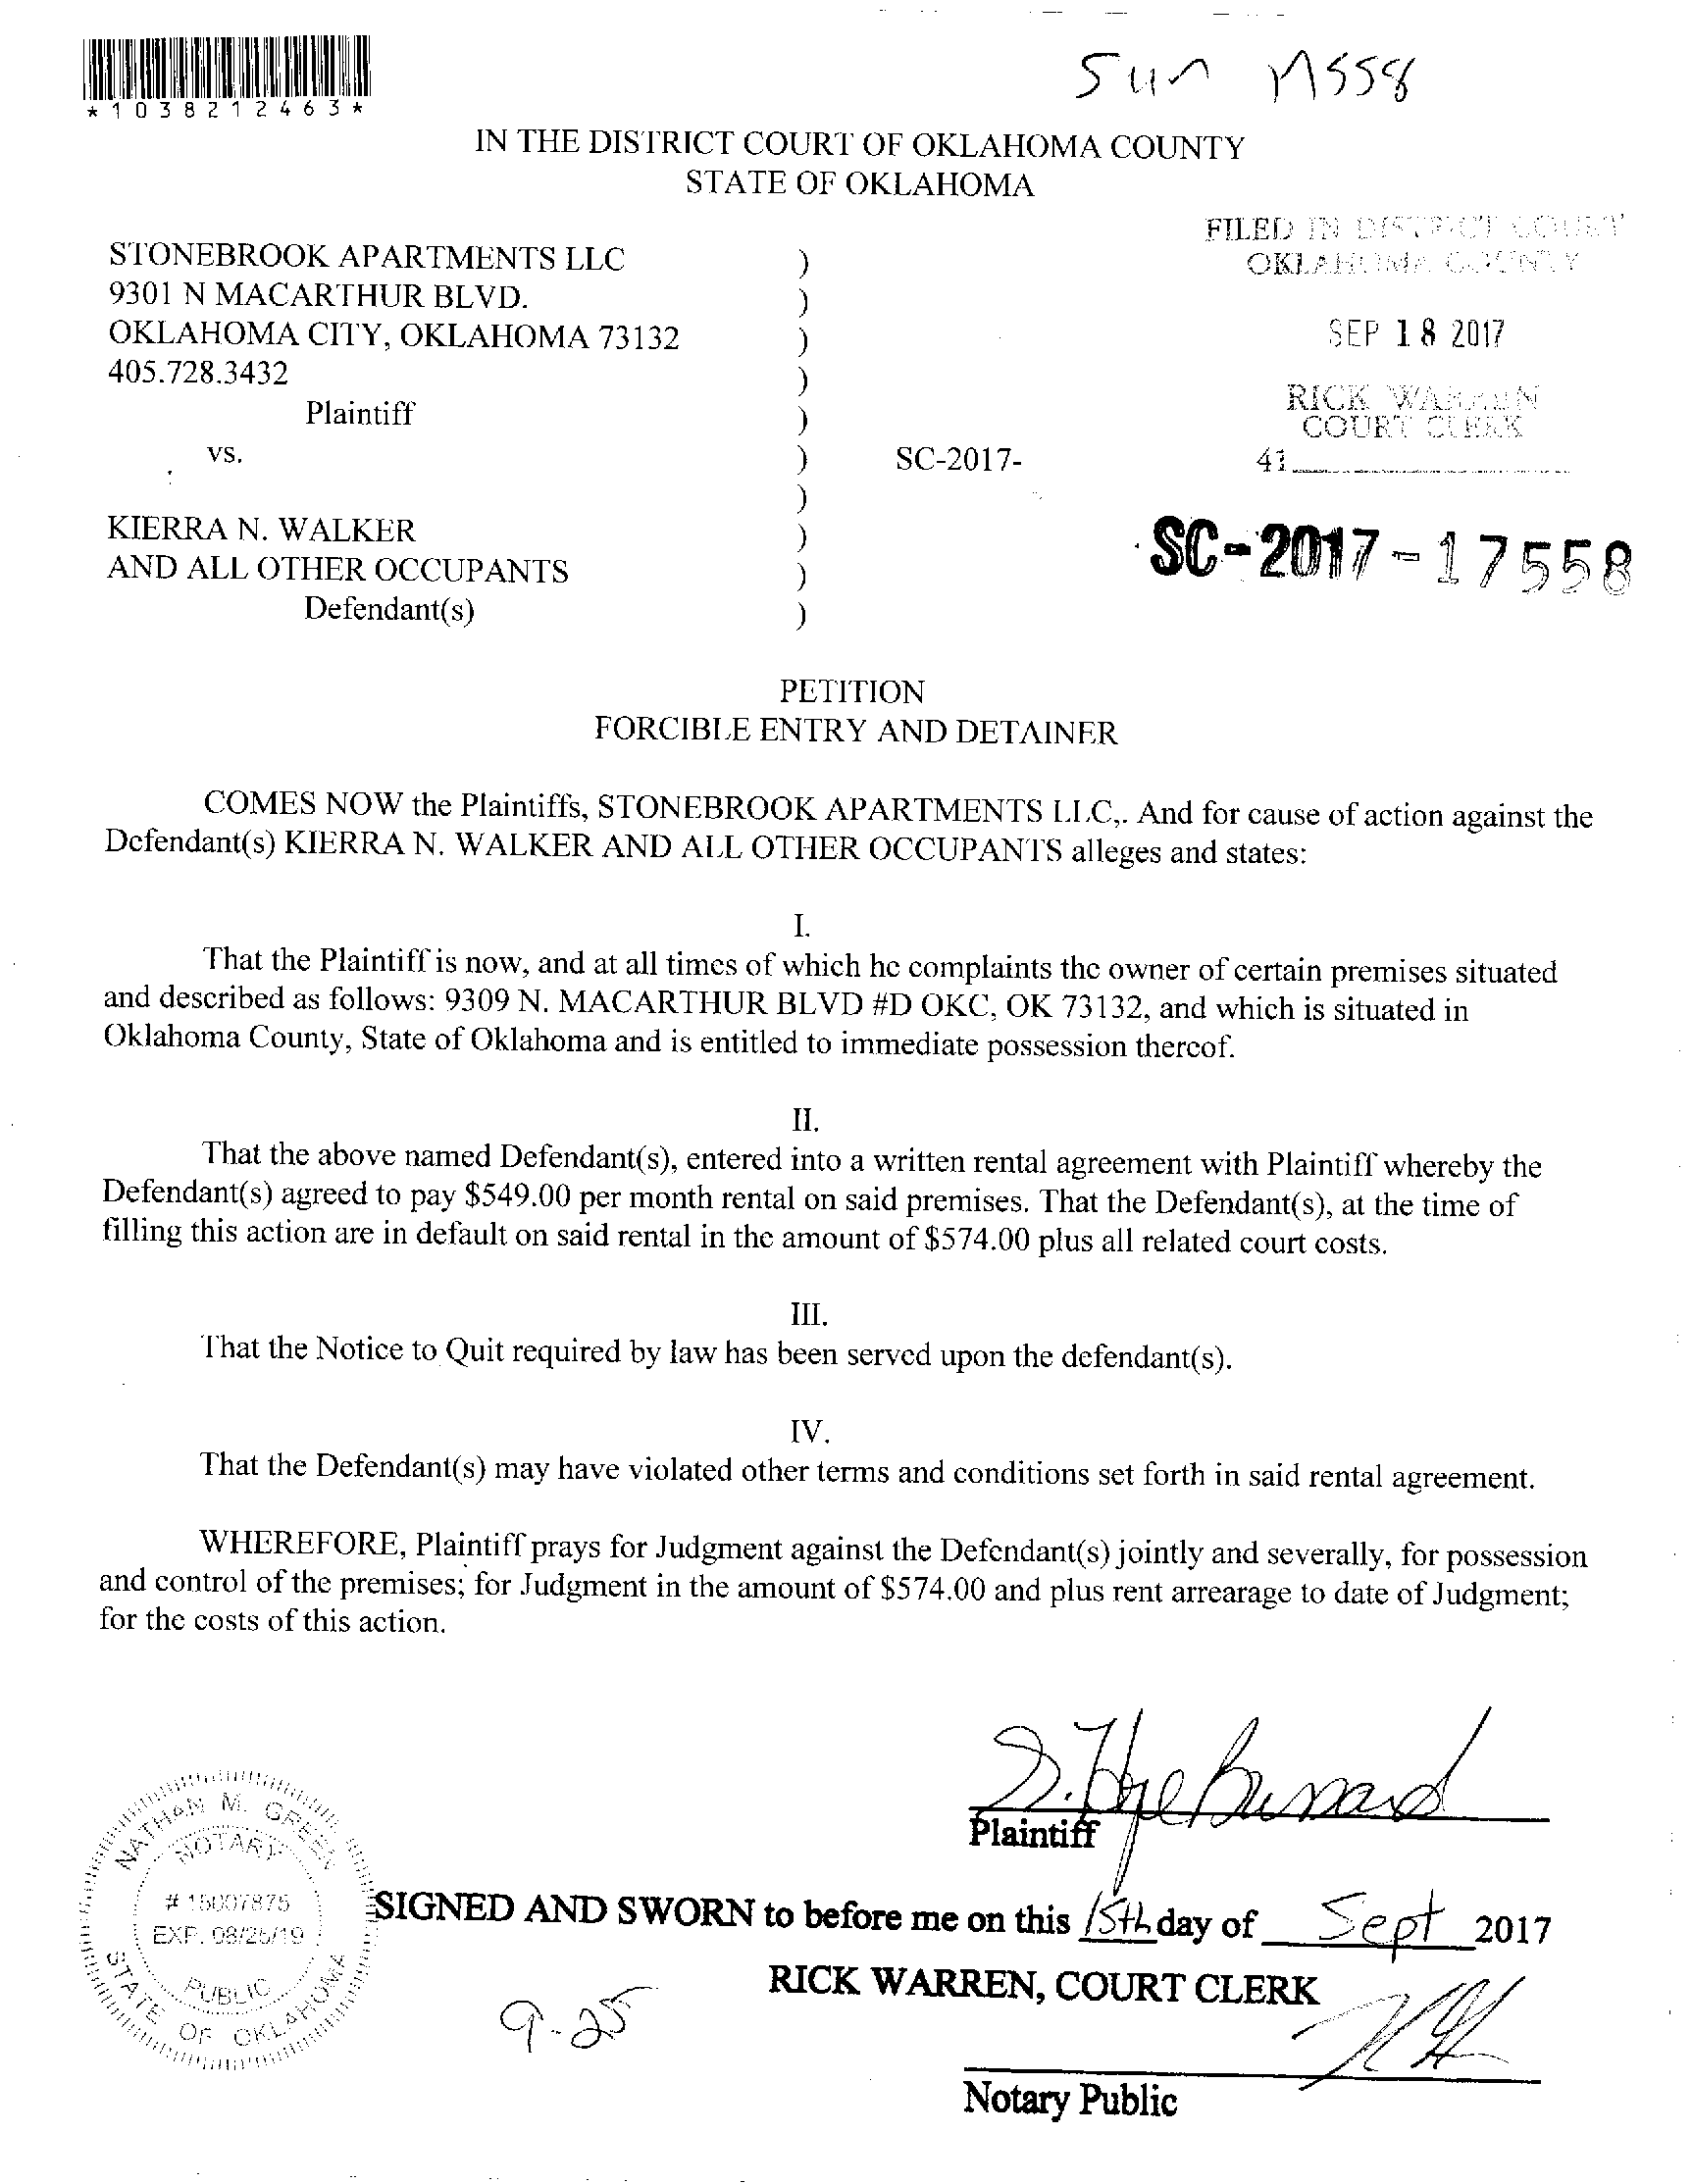 *1038212463*
IN THE DISTRICT COURT OF OKLAHOMA COUNTY
STATE OF OKLAHOMA
FILED IN DISTRICT COURT
OKLAHOMA COUNTY
SEP 18 2017
RICK WARREN
COURT CLERK
41
STONEBROOK APARTMENTS LLC )
9301 N MACARTHUR BLVD. )
OKLAHOMA CITY, OKLAHOMA 73132 )
405.728.3432 )
Plaintiff )
vs. ) SC-2017-
)
KIERRA N. WALKER )
AND ALL OTHER OCCUPANTS )
Defendant(s) )
SC-2017-17558
PETITION
FORCIBLE ENTRY AND DETAINER
COMES NOW the Plaintiffs, STONEBROOK APARTMENTS LLC,. And for cause of action against the
Defendant(s) KIERRA N. WALKER AND ALL OTHER OCCUPANTS alleges and states:
I.
That the Plaintiff is now, and at all times of which he complaints the owner of certain premises situated
and described as follows: 9309 N. MACARTHUR BLVD #D OKC, OK 73132, and which is situated in
Oklahoma County, State of Oklahoma and is entitled to immediate possession thereof.
II.
That the above named Defendant(s), entered into a written rental agreement with Plaintiff whereby the
Defendant(s) agreed to pay $549.00 per month rental on said premises. That the Defendant(s), at the time of
filling this action are in default on said rental in the amount of $574.00 plus all related court costs.
III.
That the Notice to Quit required by law has been served upon the defendant(s).
IV.
That the Defendant(s) may have violated other terms and conditions set forth in said rental agreement.
WHEREFORE, Plaintiff prays for Judgment against the Defendant(s) jointly and severally, for possession
and control of the premises; for Judgment in the amount of $574.00 and plus rent arrearage to date of Judgment;
for the costs of this action.
Plaintiff
NATHAN M. GREEN
NOTARY
# 15007875
EXP. 08/25/19
PUBLIC
STATE OF OKLAHOMA
SIGNED AND SWORN to before me on this 15th day of Sept 2017
RICK WARREN, COURT CLERK
9-25
Notary Public